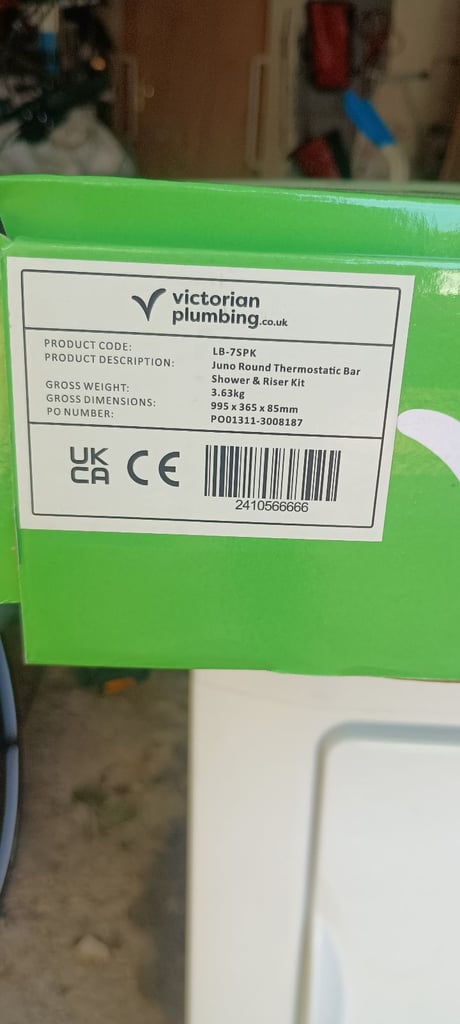 victorian
plumbing.co.uk
PRODUCT CODE: LB-7SPK
PRODUCT DESCRIPTION: Juno Round Thermostatic Bar
Shower & Riser Kit
GROSS WEIGHT: 3.63kg
GROSS DIMENSIONS: 995 x 365 x 85mm
PO NUMBER: PO01311-3008187
UK
CA CE
2410566666